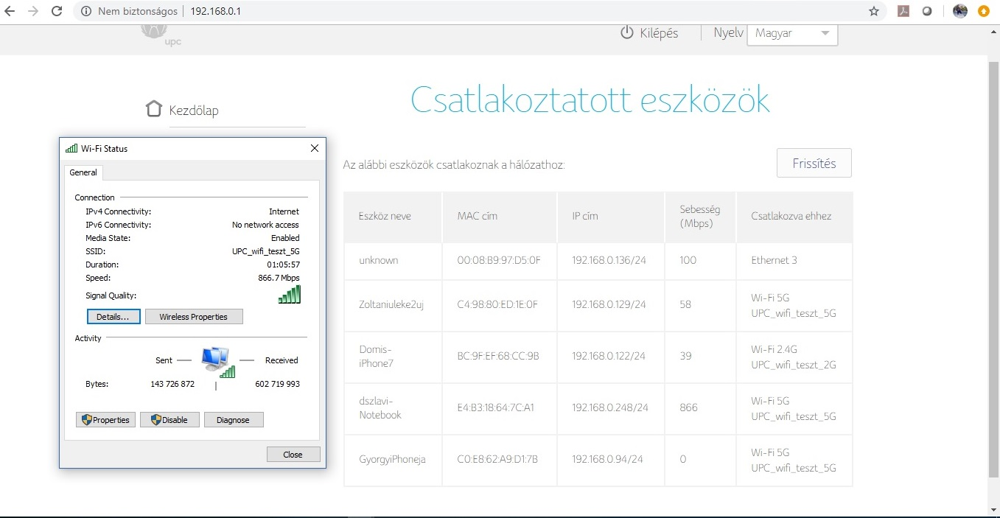 Nem biztonságos
192.168.0.1
upc
Kilépés
Nyelv
Magyar
Kezdőlap
Csatlakoztatott eszközök
Az alábbi eszközök csatlakoznak a hálózathoz:
Frissítés
Eszköz neve MAC cím IP cím Sebesség (Mbps) Csatlakozva ehhez
unknown 00:08:B9:97:D5:0F 192.168.0.136/24 100 Ethernet 3
Zoltaniuleke2uj C4:98:80:ED:1E:0F 192.168.0.129/24 58 Wi-Fi 5G
UPC_wifi_teszt_5G
Domis-
iPhone7 BC:9F:EF:68:CC:9B 192.168.0.122/24 39 Wi-Fi 2.4G
UPC_wifi_teszt_2G
dszlavi-
Notebook E4:B3:18:64:7C:A1 192.168.0.248/24 866 Wi-Fi 5G
UPC_wifi_teszt_5G
GyorgyiPhoneja C0:E8:62:A9:D1:7B 192.168.0.94/24 0 Wi-Fi 5G
UPC_wifi_teszt_5G
Wi-Fi Status
General
Connection
IPv4 Connectivity: Internet
IPv6 Connectivity: No network access
Media State: Enabled
SSID: UPC_wifi_teszt_5G
Duration: 01:05:57
Speed: 866.7 Mbps
Signal Quality:
Details... Wireless Properties
Activity
Sent Received
Bytes: 143 726 872 602 719 993
Properties Disable Diagnose
Close